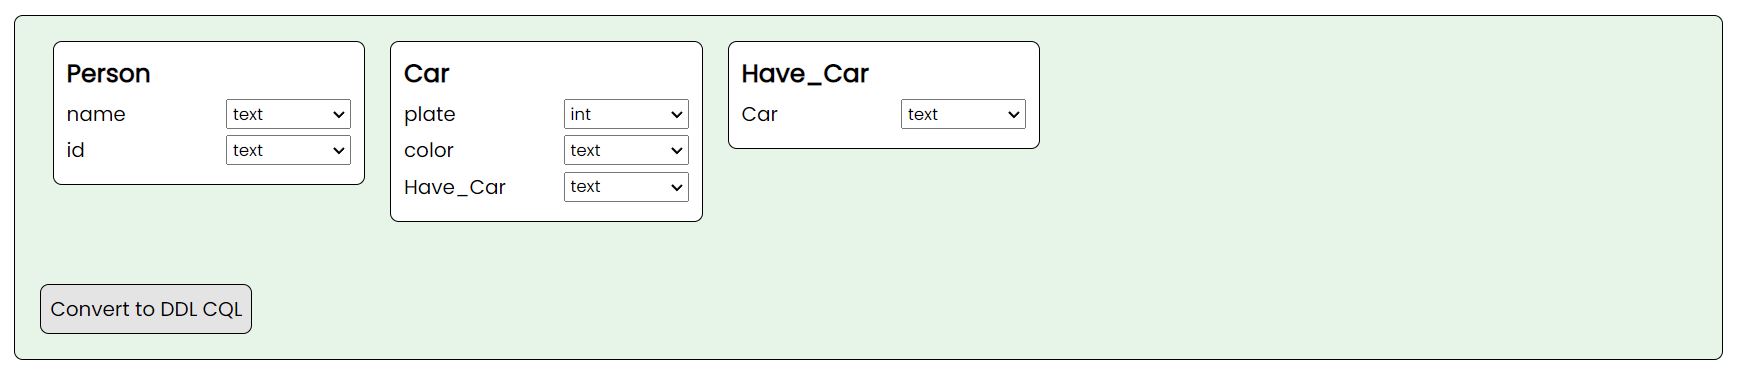 Person
name text
id text
Car
plate int
color text
Have_Car text
Have_Car
Car text
Convert to DDL CQL